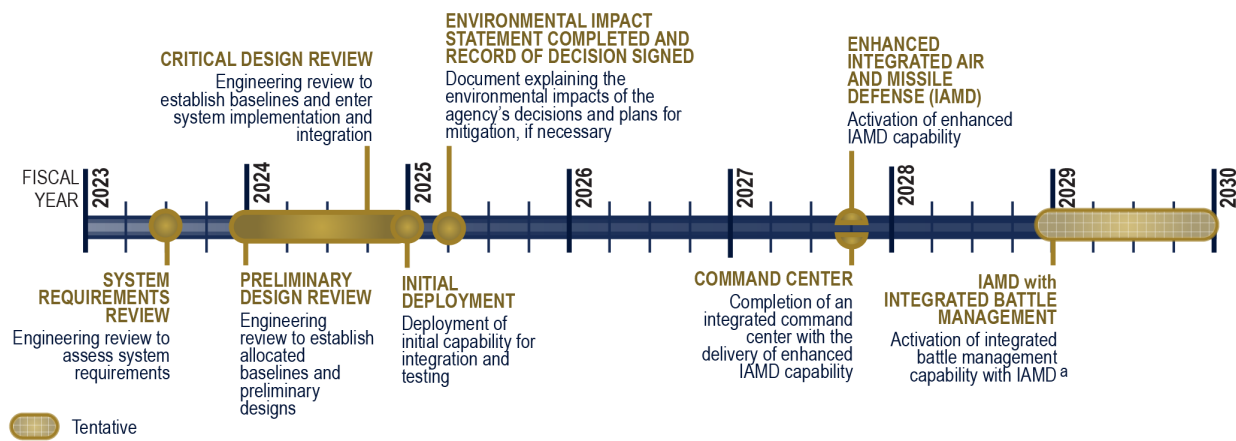 CRITICAL DESIGN REVIEW
Engineering review to
establish baselines and enter
system implementation and
integration
ENVIRONMENTAL IMPACT
STATEMENT COMPLETED AND
RECORD OF DECISION SIGNED
Document explaining the
environmental impacts of the
agency's decisions and plans for
mitigation, if necessary
ENHANCED
INTEGRATED AIR
AND MISSILE
DEFENSE (IAMD)
Activation of enhanced
IAMD capability
FISCAL
YEAR
2023
2024
2025
2026
2027
2028
2029
2030
SYSTEM
REQUIREMENTS
REVIEW
Engineering review to
assess system
requirements
PRELIMINARY
DESIGN REVIEW
Engineering
review to establish
allocated
baselines and
preliminary
designs
INITIAL
DEPLOYMENT
Deployment of
initial capability for
integration and
testing
COMMAND CENTER
Completion of an
integrated command
center with the
delivery of enhanced
IAMD capability
IAMD with
INTEGRATED BATTLE
MANAGEMENT
Activation of integrated
battle management
capability with IAMD a
Tentative